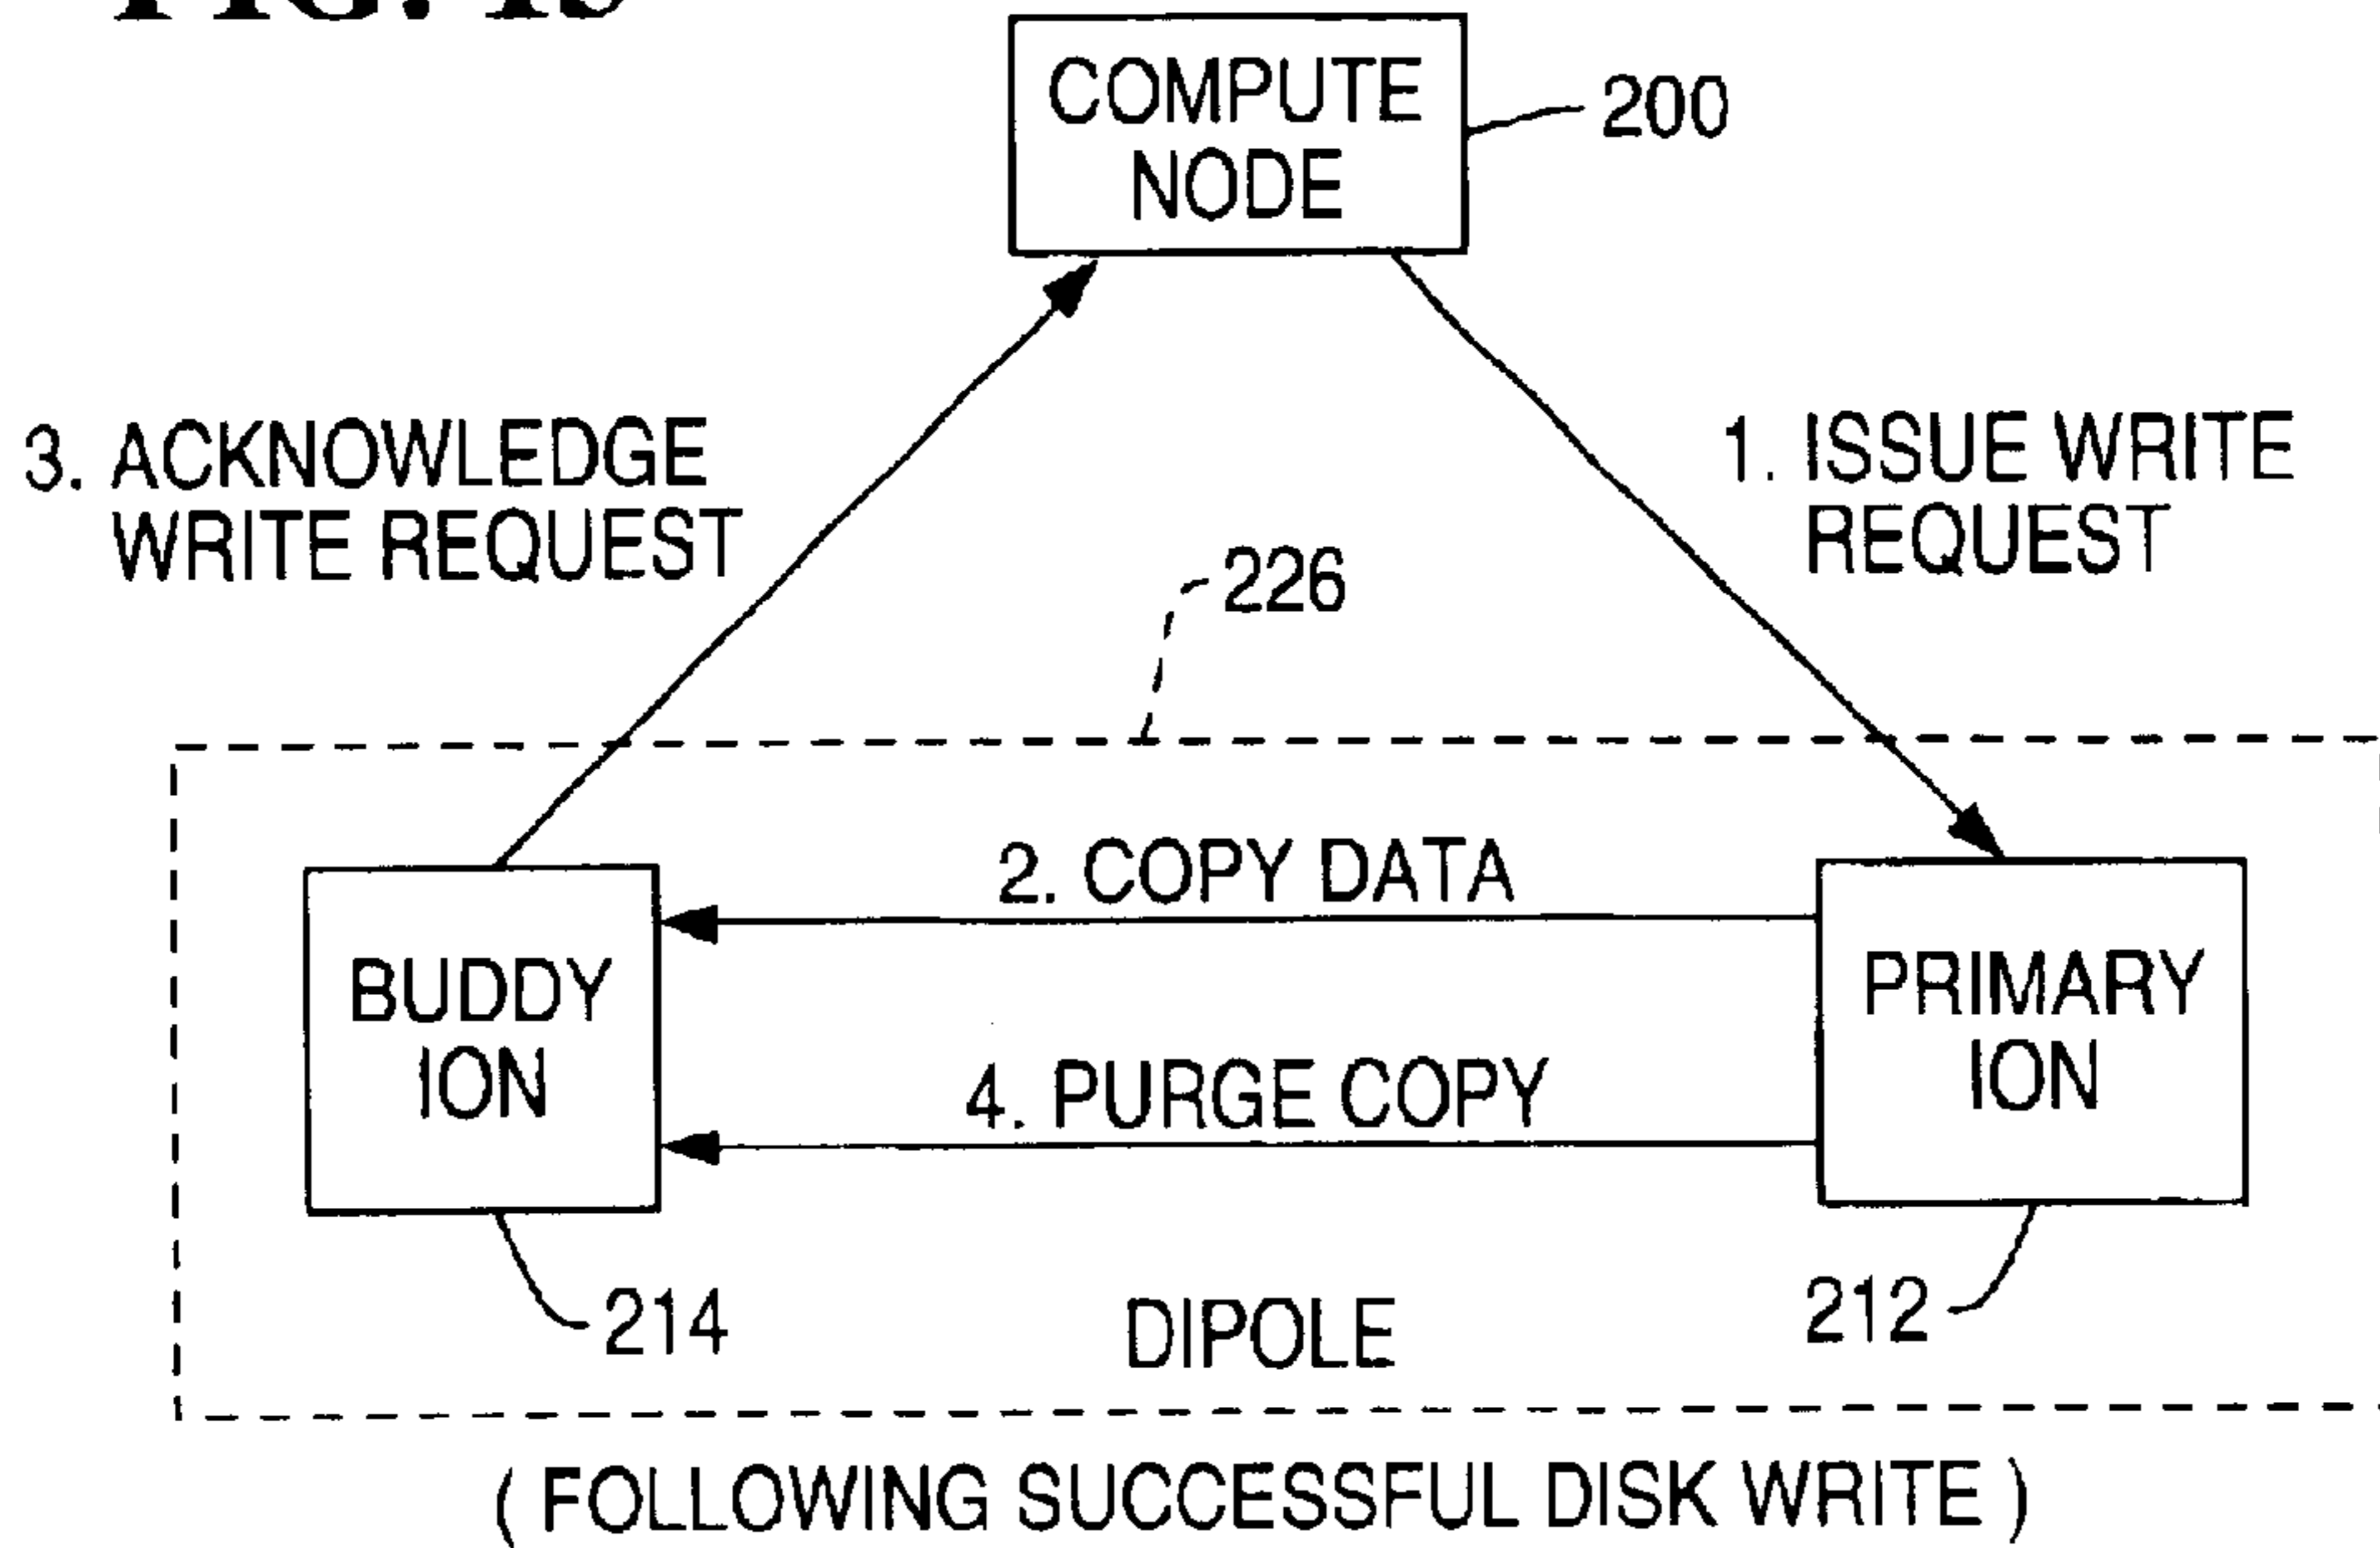 COMPUTE
NODE
200
3. ACKNOWLEDGE
WRITE REQUEST
1. ISSUE WRITE
REQUEST
226
2. COPY DATA
BUDDY
ION
PRIMARY
ION
4. PURGE COPY
214
DIPOLE
212
( FOLLOWING SUCCESSFUL DISK WRITE )